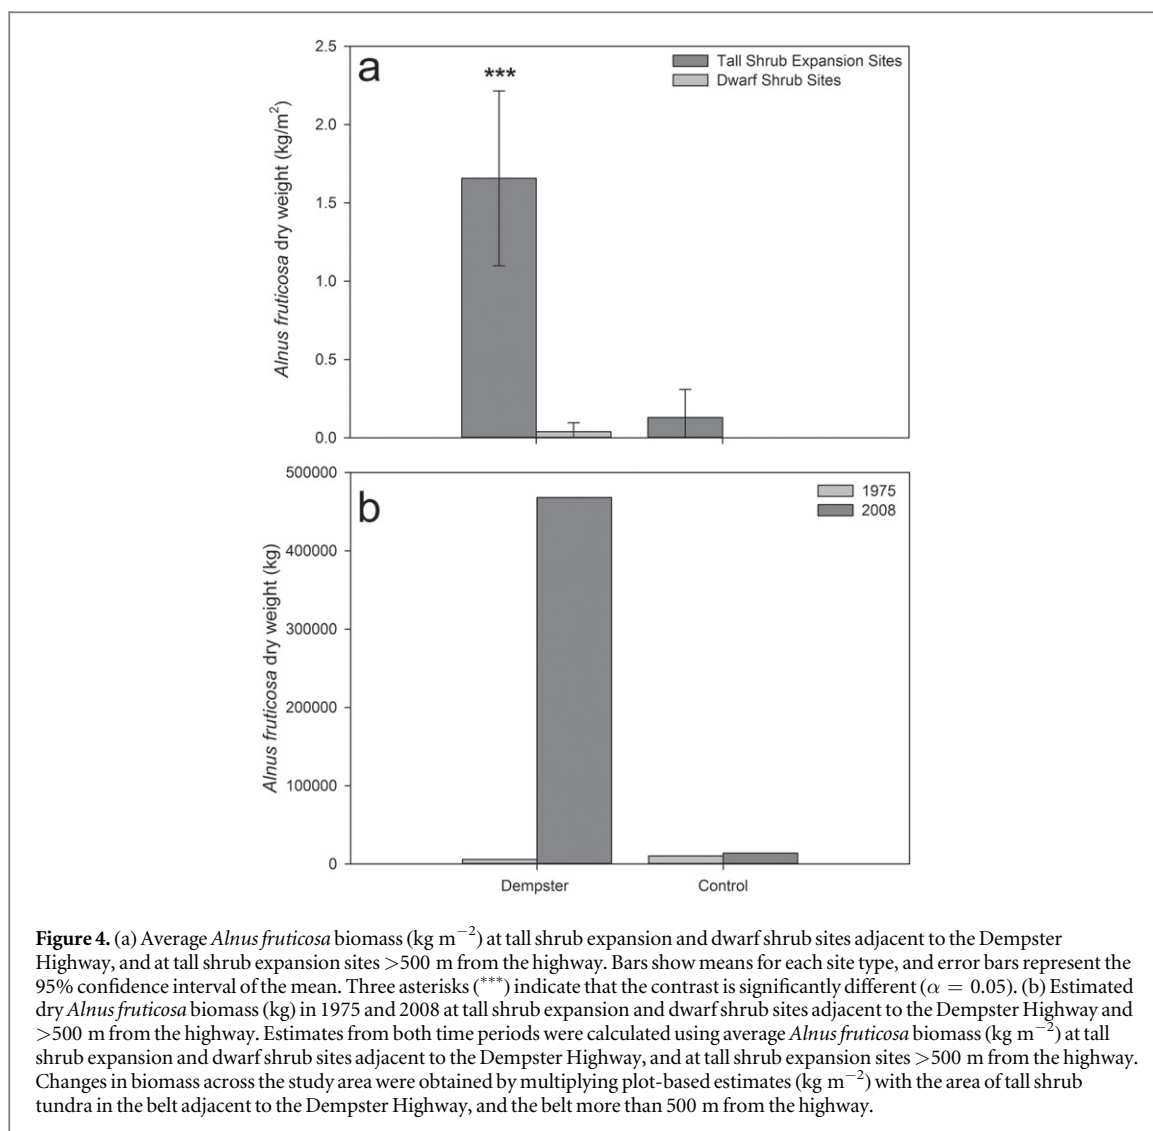 a
***
Tall Shrub Expansion Sites
Dwarf Shrub Sites
Alnus fruticosa dry weight (kg/m²)
2.5
2.0
1.5
1.0
0.5
0.0
b
1975
2008
Alnus fruticosa dry weight (kg)
500000
400000
300000
200000
100000
0
Dempster
Control
Figure 4. (a) Average Alnus fruticosa biomass (kg m−2) at tall shrub expansion and dwarf shrub sites adjacent to the Dempster
Highway, and at tall shrub expansion sites >500 m from the highway. Bars show means for each site type, and error bars represent the
95% confidence interval of the mean. Three asterisks (***) indicate that the contrast is significantly different (α = 0.05). (b) Estimated
dry Alnus fruticosa biomass (kg) in 1975 and 2008 at tall shrub expansion and dwarf shrub sites adjacent to the Dempster Highway and
>500 m from the highway. Estimates from both time periods were calculated using average Alnus fruticosa biomass (kg m−2) at tall
shrub expansion and dwarf shrub sites adjacent to the Dempster Highway, and at tall shrub expansion sites >500 m from the highway.
Changes in biomass across the study area were obtained by multiplying plot-based estimates (kg m−2) with the area of tall shrub
tundra in the belt adjacent to the Dempster Highway, and the belt more than 500 m from the highway.